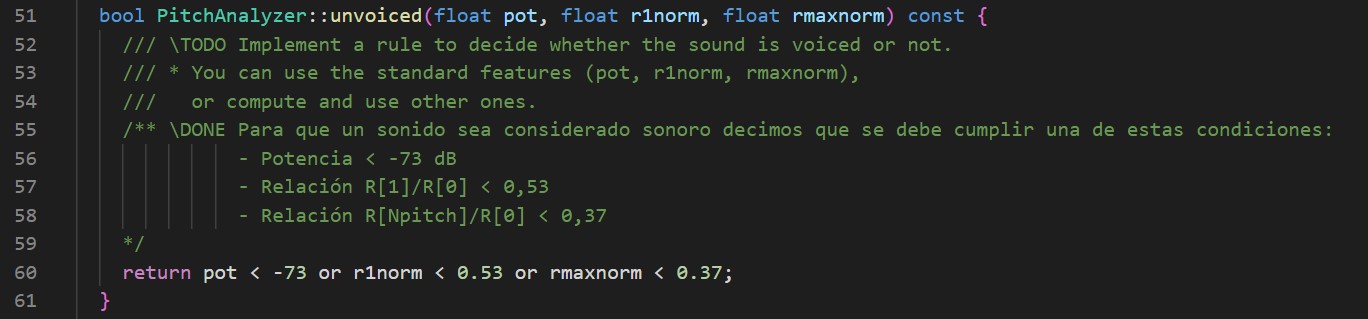 51 bool PitchAnalyzer::unvoiced(float pot, float r1norm, float rmaxnorm) const {
52 /// \TODO Implement a rule to decide whether the sound is voiced or not.
53 /// * You can use the standard features (pot, r1norm, rmaxnorm),
54 ///   or compute and use other ones.
55 /** \DONE Para que un sonido sea considerado sonoro decimos que se debe cumplir una de estas condiciones:
56 - Potencia < -73 dB
57 - Relación R[1]/R[0] < 0,53
58 - Relación R[Npitch]/R[0] < 0,37
59 */
60 return pot < -73 or r1norm < 0.53 or rmaxnorm < 0.37;
61 }